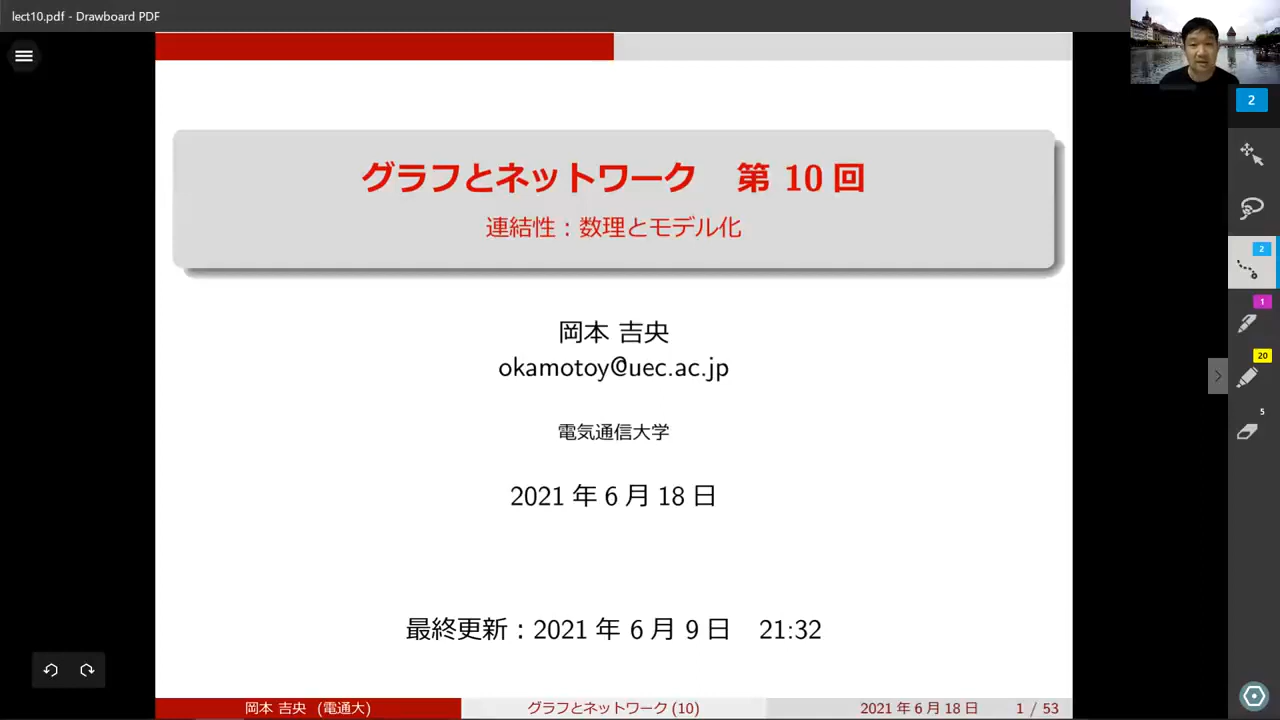 lect10.pdf - Drawboard PDF
2
グラフとネットワーク 第 10 回
連結性：数理とモデル化
2
1
岡本 吉央
okamotoy@uec.ac.jp
20
5
電気通信大学
2021 年 6 月 18 日
最終更新：2021 年 6 月 9 日 21:32
岡本 吉央 (電通大) グラフとネットワーク (10) 2021 年 6 月 18 日 1 / 53